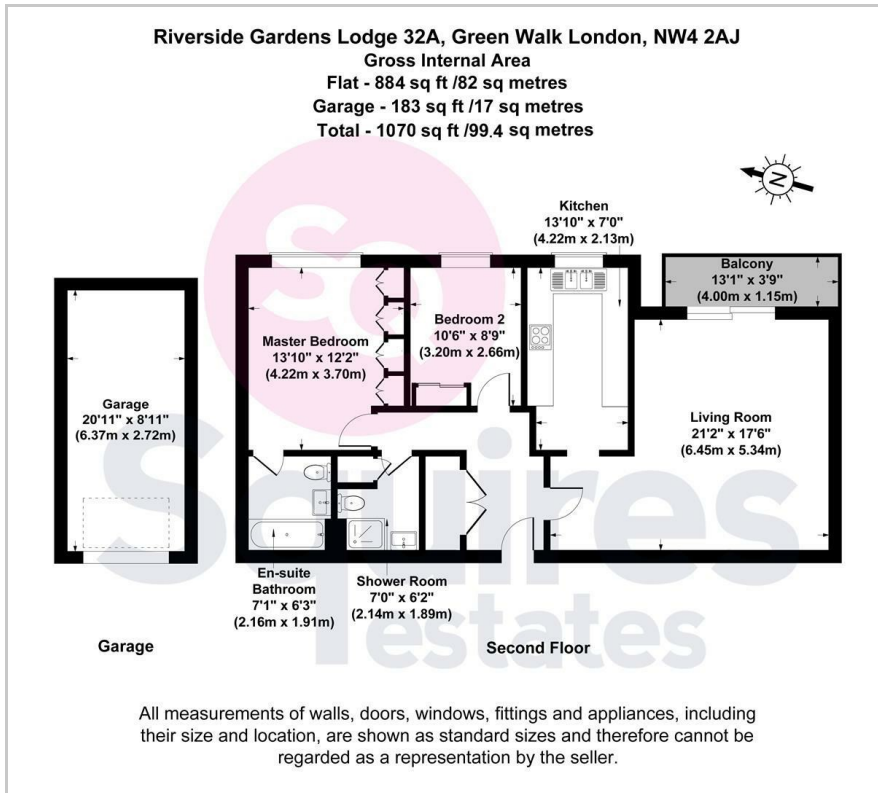 Riverside Gardens Lodge 32A, Green Walk London, NW4 2AJ
Gross Internal Area
Flat - 884 sq ft /82 sq metres
Garage - 183 sq ft /17 sq metres
Total - 1070 sq ft /99.4 sq metres
N
SQ
Kitchen
13'10" x 7'0"
(4.22m x 2.13m)
Balcony
13'1" x 3'9"
(4.00m x 1.15m)
Master Bedroom
13'10" x 12'2"
(4.22m x 3.70m)
Bedroom 2
10'6" x 8'9"
(3.20m x 2.66m)
Garage
20'11" x 8'11"
(6.37m x 2.72m)
Living Room
21'2" x 17'6"
(6.45m x 5.34m)
Squires
estates
En-suite
Bathroom
7'1" x 6'3"
(2.16m x 1.91m)
Shower Room
7'0" x 6'2"
(2.14m x 1.89m)
Garage
Second Floor
All measurements of walls, doors, windows, fittings and appliances, including
their size and location, are shown as standard sizes and therefore cannot be
regarded as a representation by the seller.